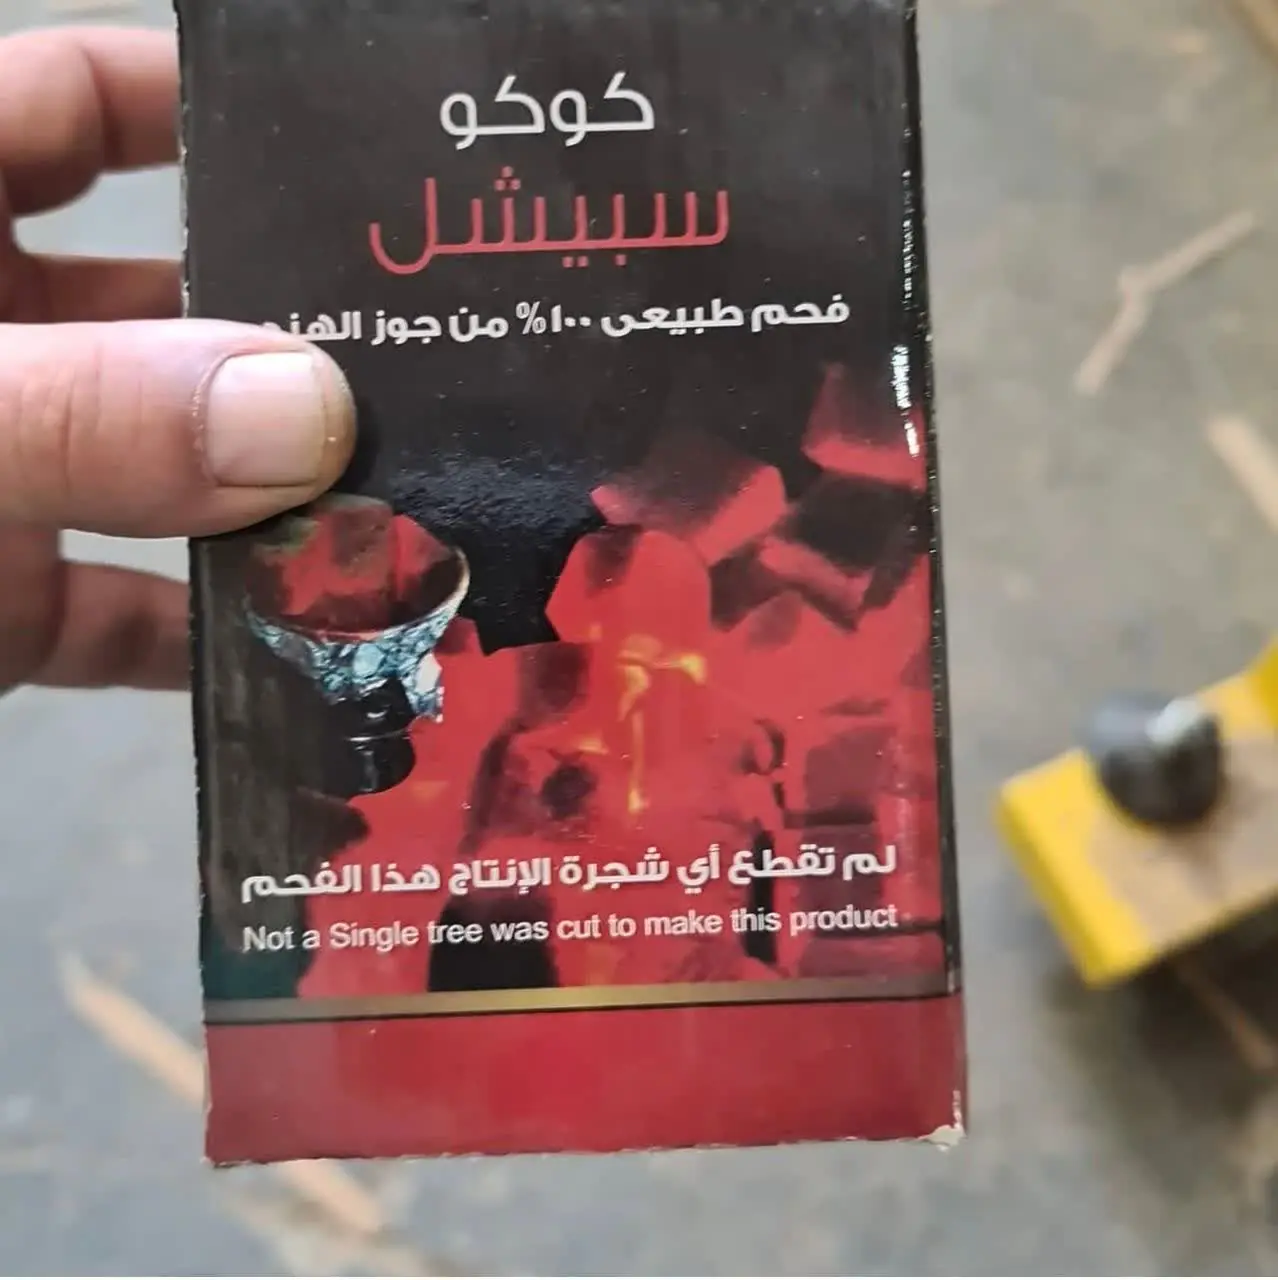 كوكو
سبيشل
فحم طبيعى ١٠٠% من جوز
لم تقطع أي شجرة الإنتاج هذا الفحم
Not a Single tree was cut to make this product